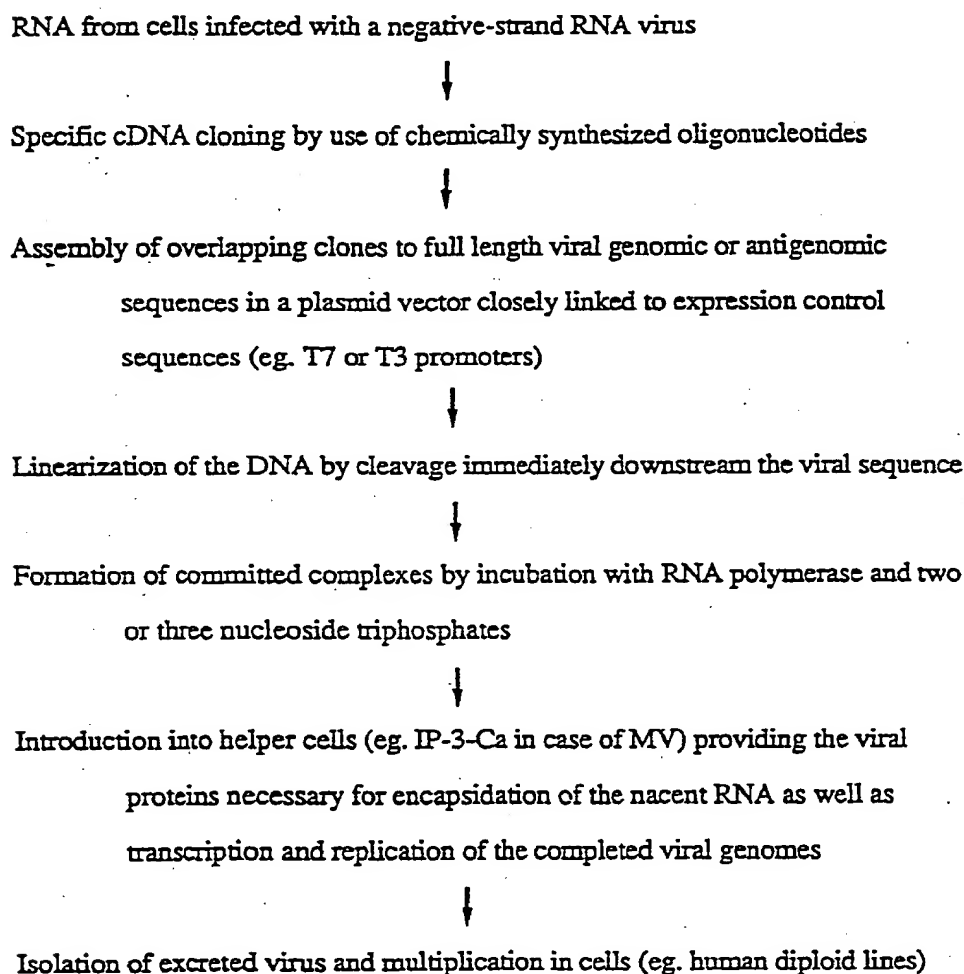 RNA from cells infected with a negative-strand RNA virus
Specific cDNA cloning by use of chemically synthesized oligonucleotides
Assembly of overlapping clones to full length viral genomic or antigenomic
sequences in a plasmid vector closely linked to expression control
sequences (eg. T7 or T3 promoters)
Linearization of the DNA by cleavage immediately downstream the viral sequence
Formation of committed complexes by incubation with RNA polymerase and two
or three nucleoside triphosphates
Introduction into helper cells (eg. IP-3-Ca in case of MV) providing the viral
proteins necessary for encapsidation of the nacent RNA as well as
transcription and replication of the completed viral genomes
Isolation of excreted virus and multiplication in cells (eg. human diploid lines)